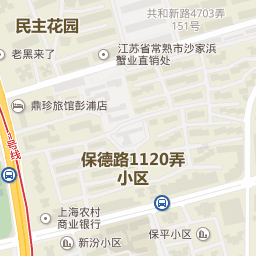 共和新路4703弄
151号
民主花园
老黑来了
江苏省常熟市沙家浜
蟹业直销处
鼎珍旅馆彭浦店
1号线
保德路1120弄
小区
上海农村
商业银行
新汾小区
保平小区